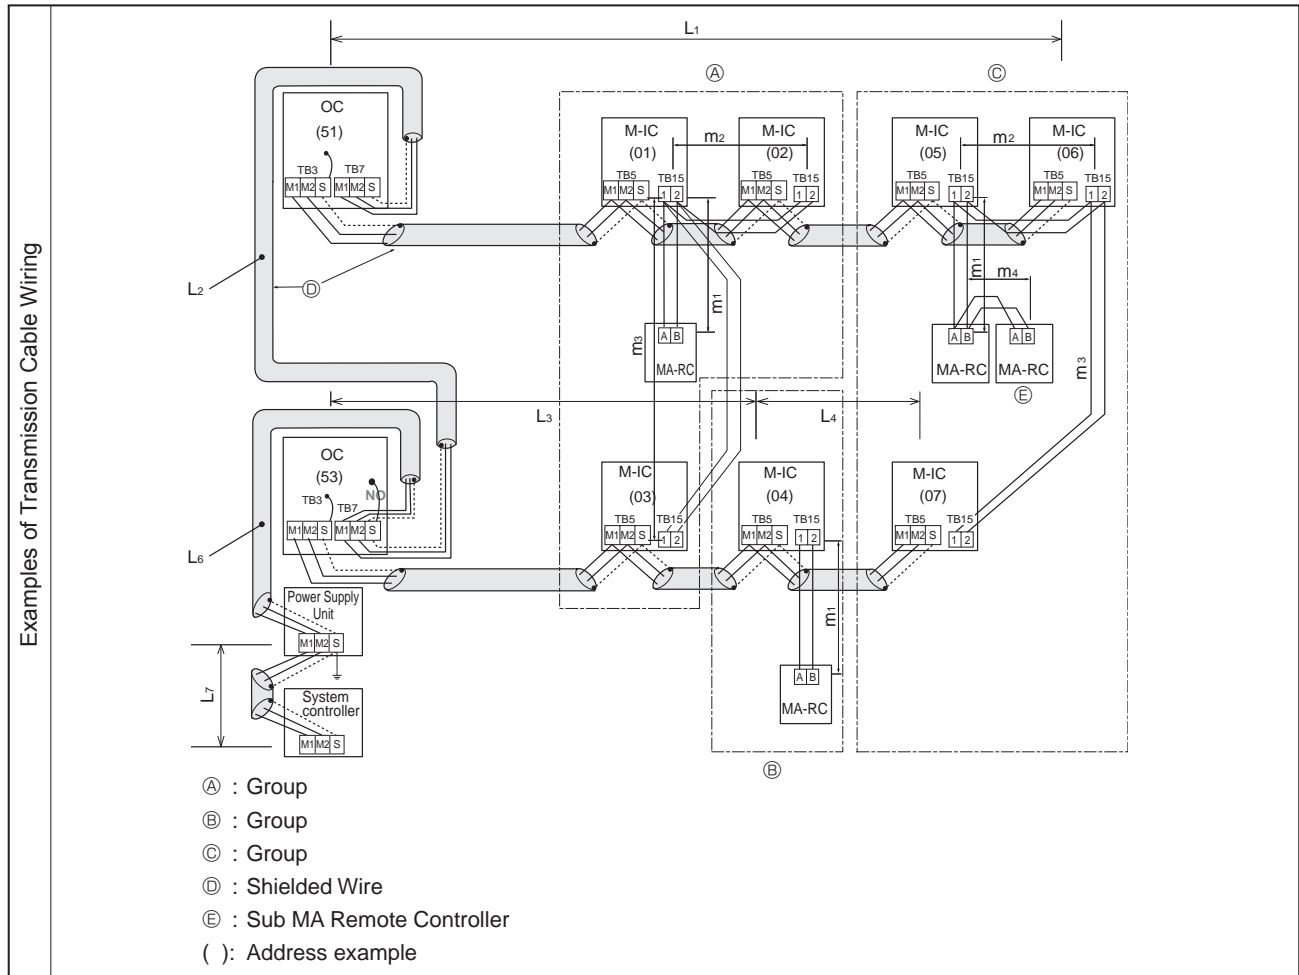 Examples of Transmission Cable Wiring
L1
Ⓐ
Ⓒ
OC
(51)
TB3
TB7
M1 M2 S
M1 M2 S
M-IC
(01)
TB5
TB15
M1 M2 S
1 2
m2
M-IC
(02)
TB5
TB15
M1 M2 S
1 2
M-IC
(05)
TB5
TB15
M1 M2 S
1 2
m2
M-IC
(06)
TB5
TB15
M1 M2 S
1 2
L2
Ⓓ
m3
m1
A B
MA-RC
m1
m4
A B
MA-RC
A B
MA-RC
Ⓔ
m3
L3
L4
OC
(53)
TB3
TB7
NO
M1 M2 S
M1 M2 S
M-IC
(03)
TB5
TB15
M1 M2 S
1 2
M-IC
(04)
TB5
TB15
M1 M2 S
1 2
M-IC
(07)
TB5
TB15
M1 M2 S
1 2
L6
Power Supply
Unit
M1 M2 S
L7
System
controller
M1 M2 S
m1
A B
MA-RC
Ⓑ
Ⓐ : Group
Ⓑ : Group
Ⓒ : Group
Ⓓ : Shielded Wire
Ⓔ : Sub MA Remote Controller
( ): Address example